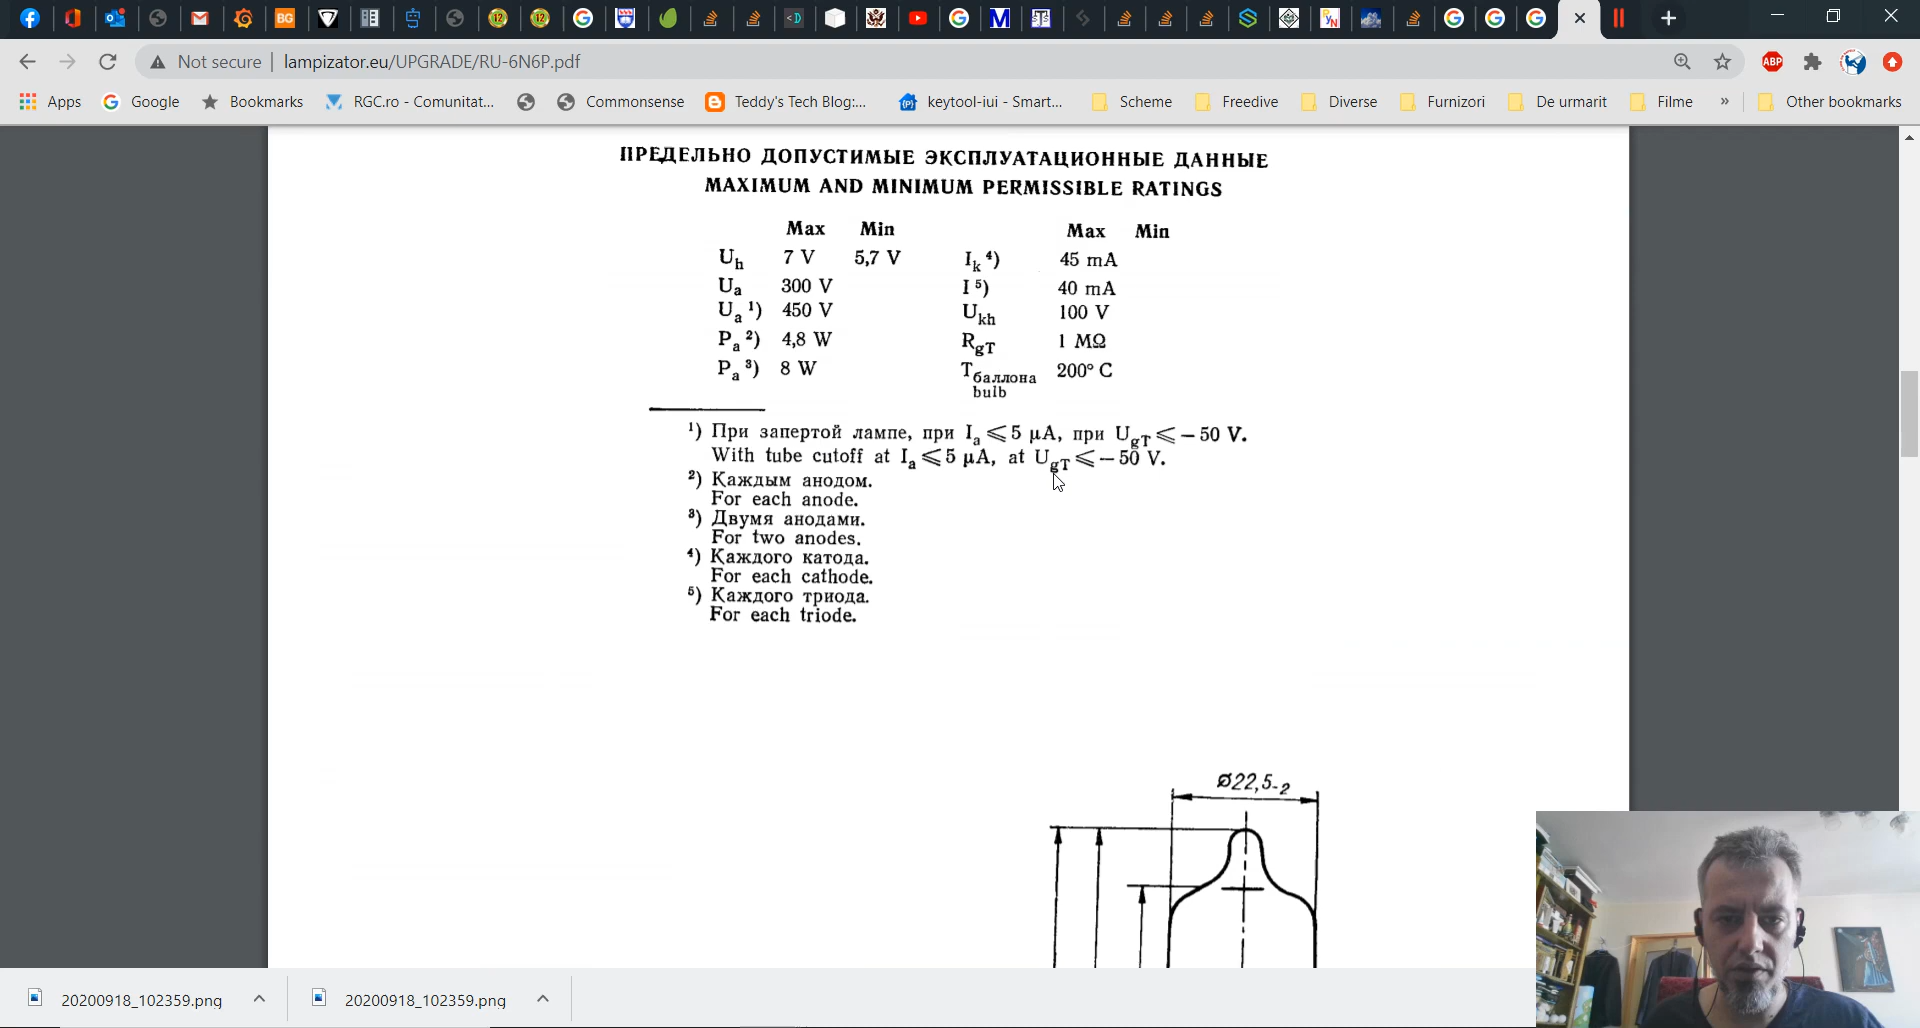 Not secure | lampizator.eu/UPGRADE/RU-6N6P.pdf
ABP
Apps Google Bookmarks RGC.ro - Comunitat... Commonsense Teddy's Tech Blog:... keytool-iui - Smart... Scheme Freedive Diverse Furnizori De urmarit Filme » Other bookmarks
ПРЕДЕЛЬНО ДОПУСТИМЫЕ ЭКСПЛУАТАЦИОННЫЕ ДАННЫЕ
MAXIMUM AND MINIMUM PERMISSIBLE RATINGS
Max Min Max Min
Uh 7 V 5,7 V Ik 4) 45 mA
Ua 300 V I 5) 40 mA
Ua 1) 450 V Ukh 100 V
Pa 2) 4,8 W RgT 1 MΩ
Pa 3) 8 W Tбаллона 200° C
bulb
1) При запертой лампе, при Ia ⩽ 5 µA, при UgT ⩽ − 50 V.
With tube cutoff at Ia ⩽ 5 µA, at UgT ⩽ − 50 V.
2) Каждым анодом.
For each anode.
3) Двумя анодами.
For two anodes.
4) Каждого катода.
For each cathode.
5) Каждого триода.
For each triode.
Ø22,5-2
20200918_102359.png 20200918_102359.png